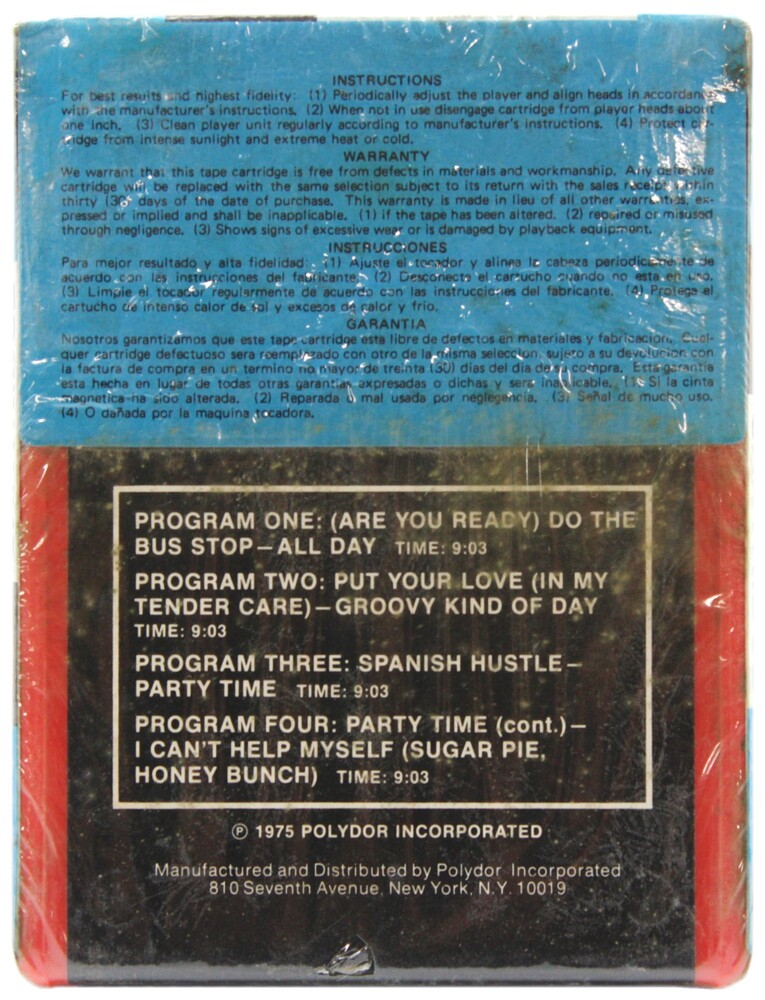 INSTRUCTIONS
For best results and highest fidelity: (1) Periodically adjust the player and align heads in accordance
with the manufacturer's instructions. (2) When not in use disengage cartridge from player heads about
one inch. (3) Clean player unit regularly according to manufacturer's instructions. (4) Protect car-
tridge from intense sunlight and extreme heat or cold.
WARRANTY
We warrant that this tape cartridge is free from defects in materials and workmanship. Any defective
cartridge will be replaced with the same selection subject to its return with the sales receipt within
thirty (30) days of the date of purchase. This warranty is made in lieu of all other warranties, ex-
pressed or implied and shall be inapplicable. (1) if the tape has been altered. (2) repaired or misused
through negligence. (3) Shows signs of excessive wear or is damaged by playback equipment.
INSTRUCCIONES
Para mejor resultado y alta fidelidad: (1) Ajuste el tocador y alinea la cabeza periodicamente de
acuerdo con las instrucciones del fabricante. (2) Desconecte el cartucho cuando no esta en uso.
(3) Limpie el tocador regularmente de acuerdo con las instrucciones del fabricante. (4) Protega el
cartucho de intenso calor de sol y excesos de calor y frio.
GARANTIA
Nosotros garantizamos que este tape cartridge esta libre de defectos en materiales y fabricacion. Cual-
quer cartridge defectuoso sera reemplazado con otro de la misma seleccion, sujeto a su devolucion con
la factura de compra en un termino no mayor de treinta (30) dias del dia de su compra. Esta garantia
esta hecha en lugar de todas otras garantias expresadas o dichas y sera inaplicable. (1) Si la cinta
magnetica ha sido alterada. (2) Reparada o mal usada por neglegencia. (3) Señal de mucho uso.
(4) O dañada por la maquina tocadora.
PROGRAM ONE: (ARE YOU READY) DO THE
BUS STOP—ALL DAY TIME: 9:03
PROGRAM TWO: PUT YOUR LOVE (IN MY
TENDER CARE)—GROOVY KIND OF DAY
TIME: 9:03
PROGRAM THREE: SPANISH HUSTLE—
PARTY TIME TIME: 9:03
PROGRAM FOUR: PARTY TIME (cont.)—
I CAN'T HELP MYSELF (SUGAR PIE,
HONEY BUNCH) TIME: 9:03
℗ 1975 POLYDOR INCORPORATED
Manufactured and Distributed by Polydor Incorporated
810 Seventh Avenue, New York, N.Y. 10019